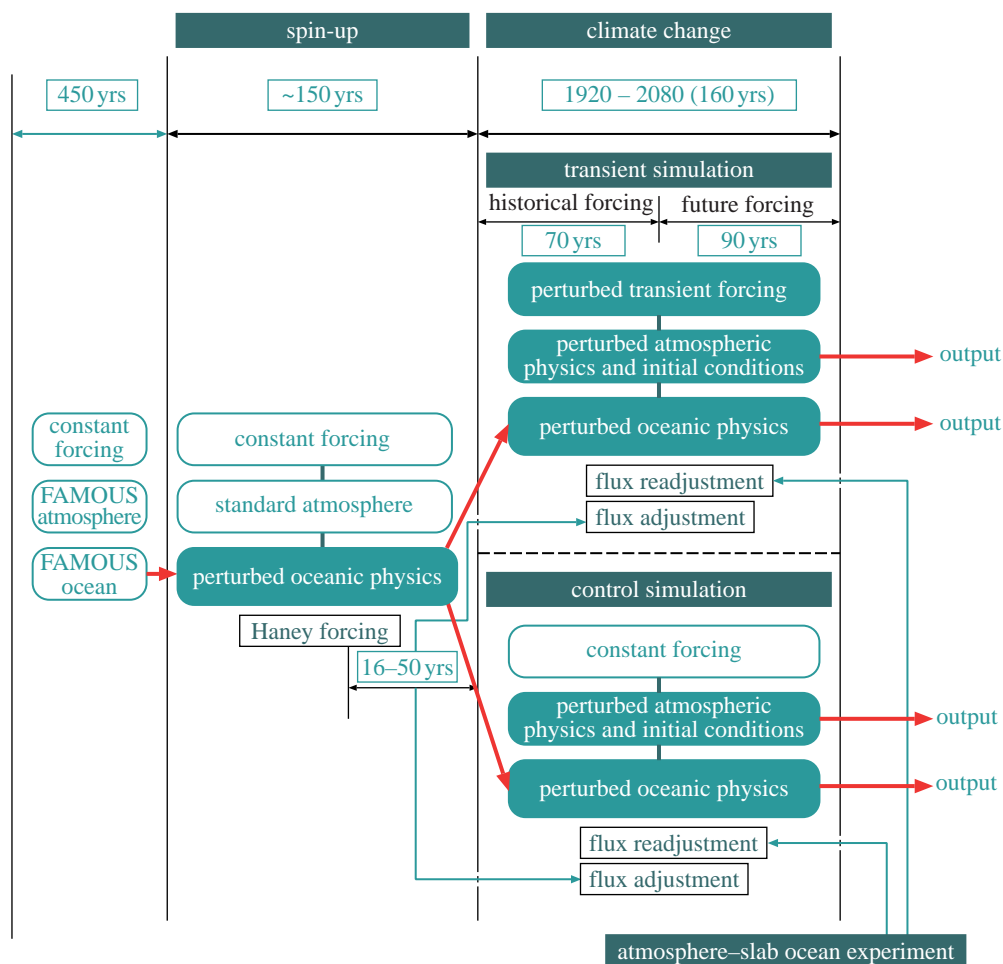 spin-up
climate change
450 yrs
~150 yrs
1920 – 2080 (160 yrs)
transient simulation
historical forcing
future forcing
70 yrs
90 yrs
perturbed transient forcing
perturbed atmospheric
physics and initial conditions
output
perturbed oceanic physics
output
constant
forcing
constant forcing
FAMOUS
atmosphere
standard atmosphere
flux readjustment
flux adjustment
FAMOUS
ocean
perturbed oceanic physics
control simulation
Haney forcing
16–50 yrs
constant forcing
perturbed atmospheric
physics and initial conditions
output
perturbed oceanic physics
output
flux readjustment
flux adjustment
atmosphere–slab ocean experiment